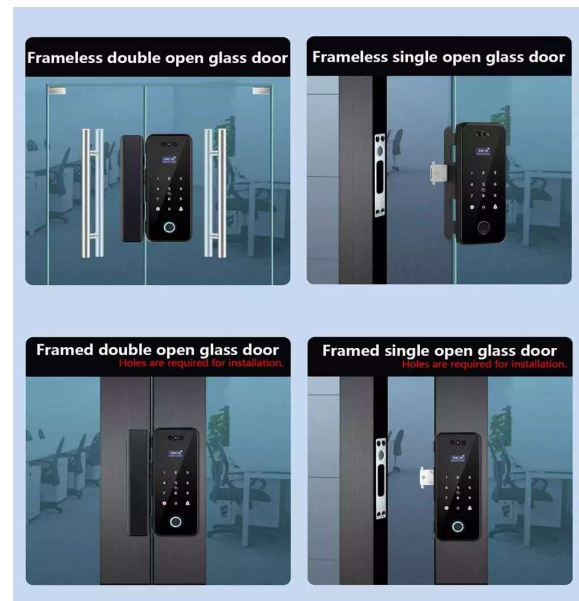 Frameless double open glass door
Frameless single open glass door
Framed double open glass door
Holes are required for installation.
Framed single open glass door
Holes are required for installation.